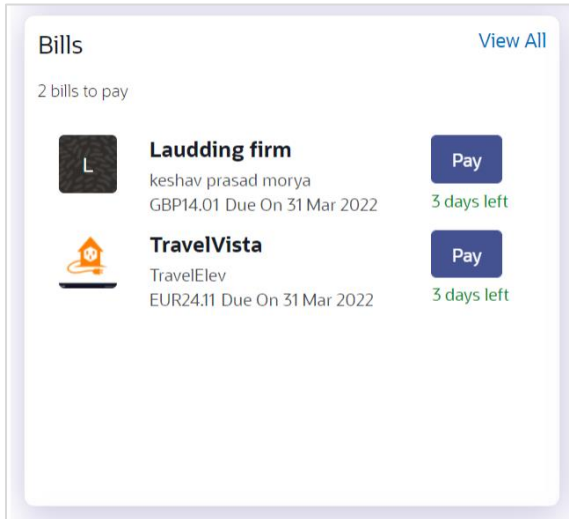 Bills
View All
2 bills to pay
L
Laudding firm
Pay
keshav prasad morya
GBP14.01 Due On 31 Mar 2022
3 days left
TravelVista
Pay
TravelElev
EUR24.11 Due On 31 Mar 2022
3 days left